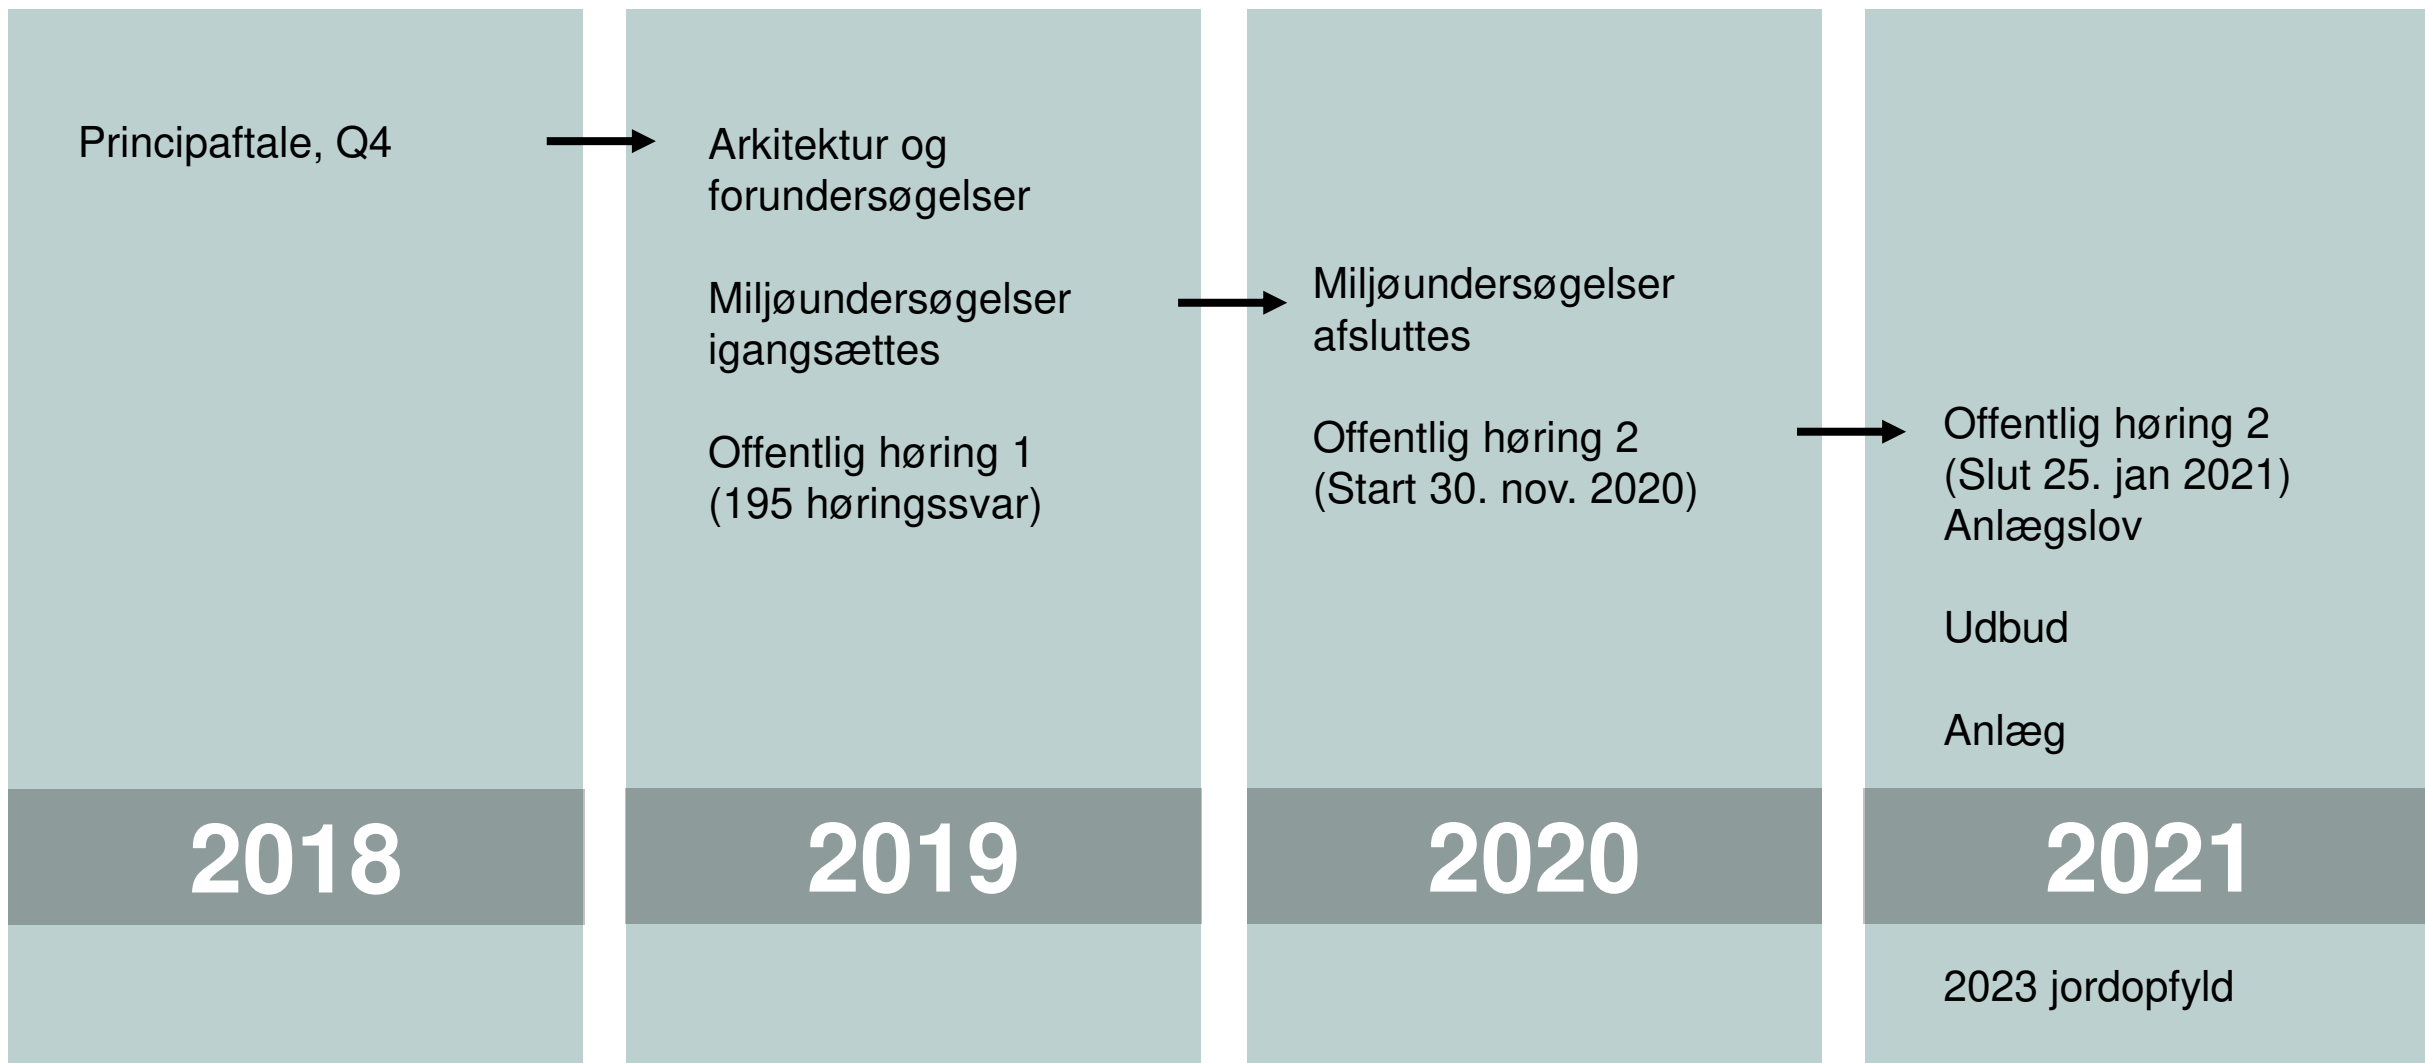 Principaftale, Q4
2018
Arkitektur og
forundersøgelser
Miljøundersøgelser
igangsættes
Offentlig høring 1
(195 høringssvar)
2019
Miljøundersøgelser
afsluttes
Offentlig høring 2
(Start 30. nov. 2020)
2020
Offentlig høring 2
(Slut 25. jan 2021)
Anlægslov
Udbud
Anlæg
2021
2023 jordopfyld